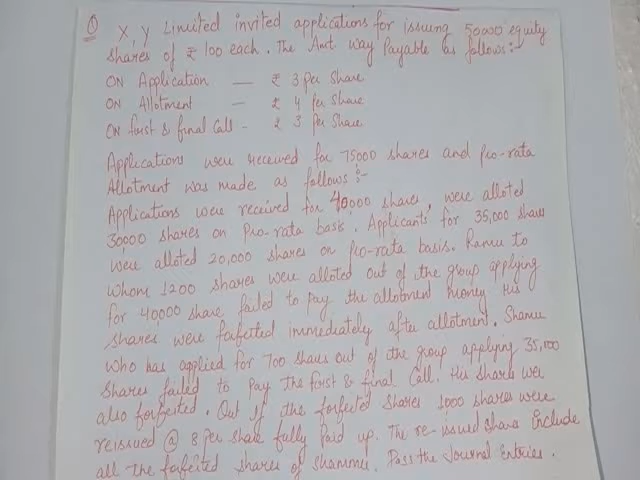 Q X, Y Limited invited applications for issuing 50000 equity
shares of ₹ 100 each. The Amt way Payable as follows:-
ON Application — ₹ 3 per share
ON Allotment — ₹ 4 per share
ON first & final Call - ₹ 3 per share
Applications were received for 75000 shares and pro-rata
Allotment was made as follows:-
Applications were received for 40000 shares, were alloted
30000 shares on pro-rata basis. Applicants for 35,000 shares
were alloted 20,000 shares on pro-rata basis. Ramu to
whom 1200 shares were alloted out of the group applying
for 40,000 share failed to pay the allotment money His
shares were forfeited immediately after allotment. Shamu
who has applied for 700 shares out of the group applying 35,000
shares failed to pay the first & final Call. His shares wer
also forfeited. Out of the forfeited shares 1000 shares were
reissued @ 8 per share fully Paid up. The re-issued share include
all the forfeited shares of shammu. Pass the Journal Entries.